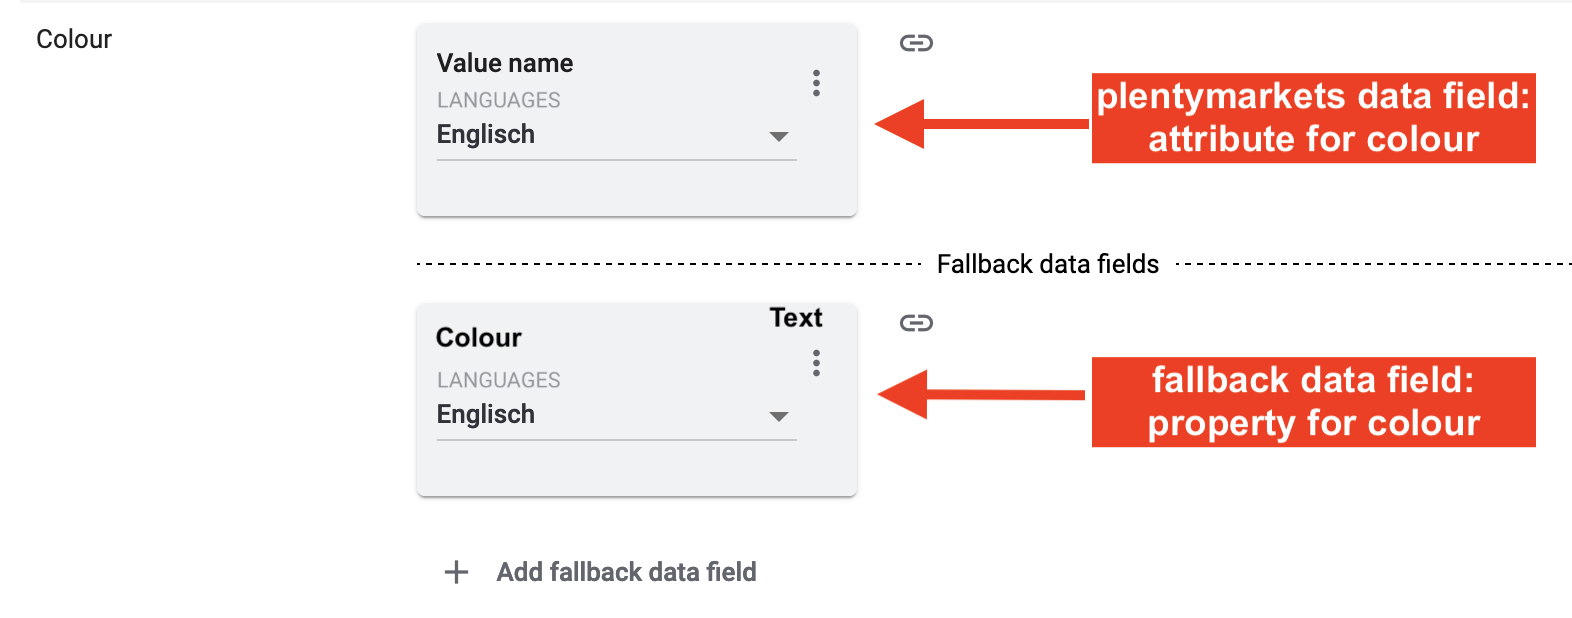 Colour
Value name
LANGUAGES
Englisch
plentymarkets data field:
attribute for colour
Fallback data fields
Text
Colour
LANGUAGES
Englisch
fallback data field:
property for colour
Add fallback data field